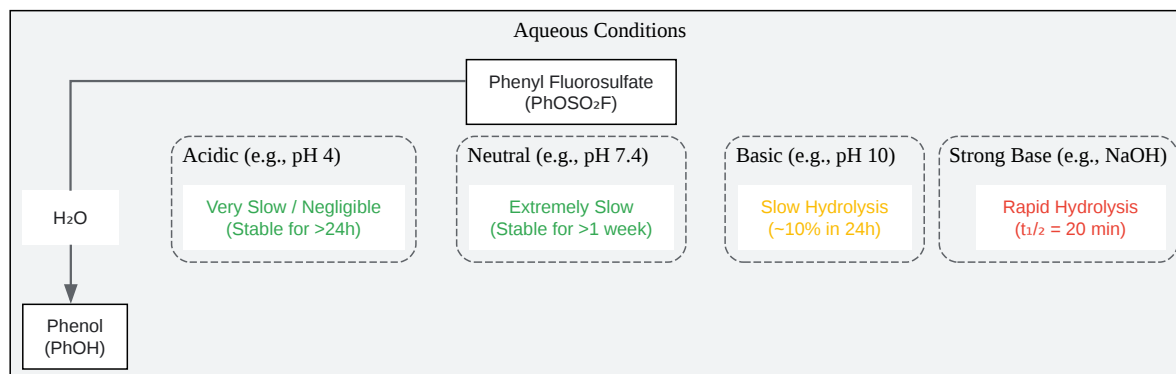 Aqueous Conditions
Phenyl Fluorosulfate
(PhOSO₂F)
Acidic (e.g., pH 4)
Very Slow / Negligible
(Stable for >24h)
Neutral (e.g., pH 7.4)
Extremely Slow
(Stable for >1 week)
Basic (e.g., pH 10)
Slow Hydrolysis
(~10% in 24h)
Strong Base (e.g., NaOH)
Rapid Hydrolysis
(t₁/₂ = 20 min)
H₂O
Phenol
(PhOH)